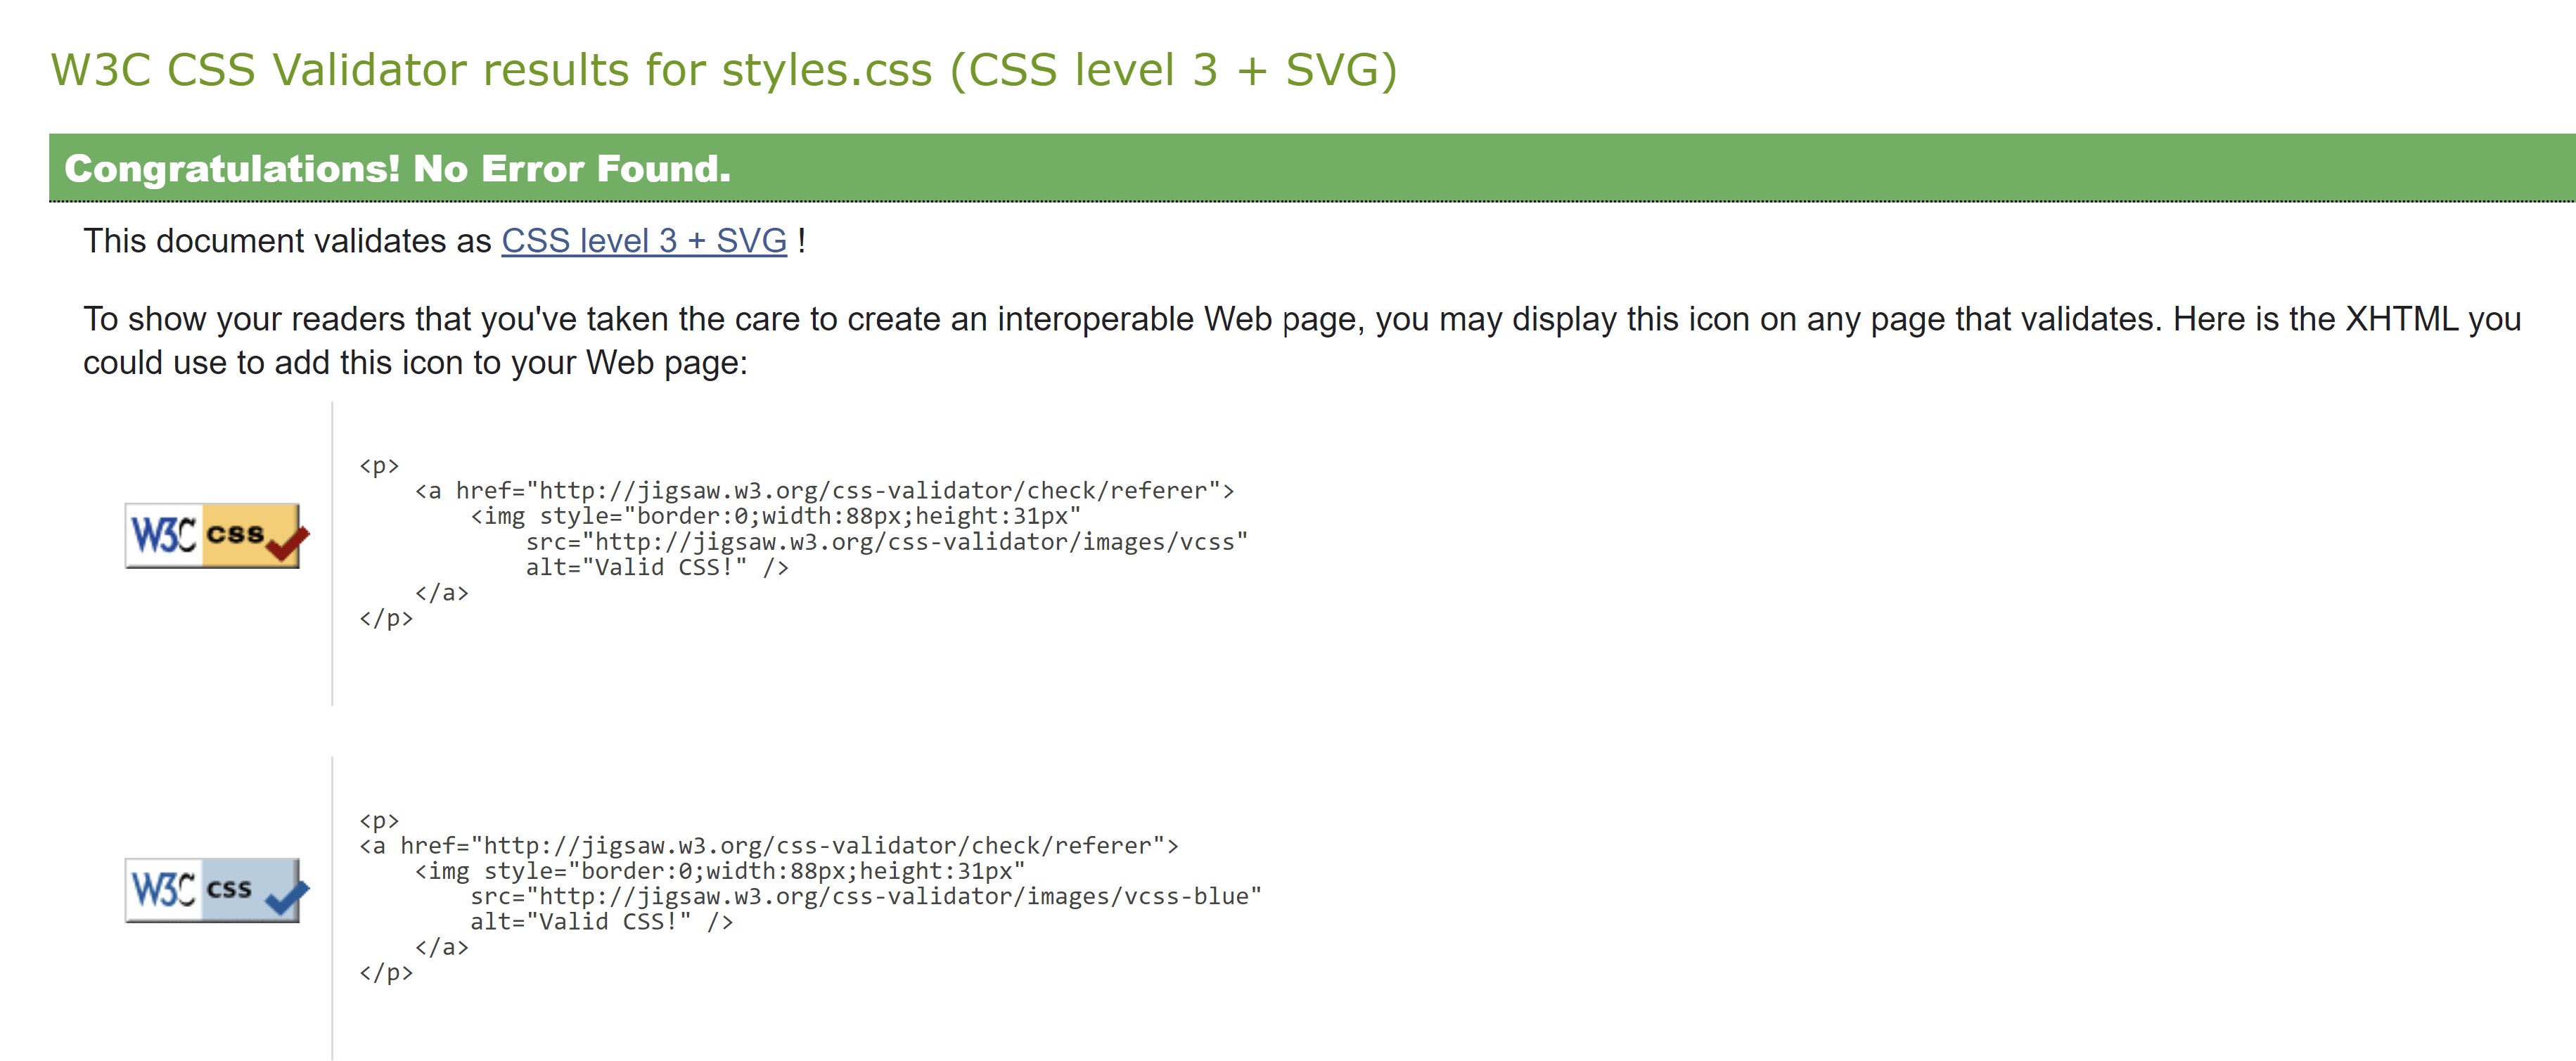 W3C CSS Validator results for styles.css (CSS level 3 + SVG)
Congratulations! No Error Found.
This document validates as CSS level 3 + SVG !
To show your readers that you've taken the care to create an interoperable Web page, you may display this icon on any page that validates. Here is the XHTML you
could use to add this icon to your Web page:
<p>
    <a href="http://jigsaw.w3.org/css-validator/check/referer">
        <img style="border:0;width:88px;height:31px"
W3C css
            src="http://jigsaw.w3.org/css-validator/images/vcss"
            alt="Valid CSS!" />
    </a>
</p>
<p>
<a href="http://jigsaw.w3.org/css-validator/check/referer">
    <img style="border:0;width:88px;height:31px"
W3C css
        src="http://jigsaw.w3.org/css-validator/images/vcss-blue"
        alt="Valid CSS!" />
    </a>
</p>